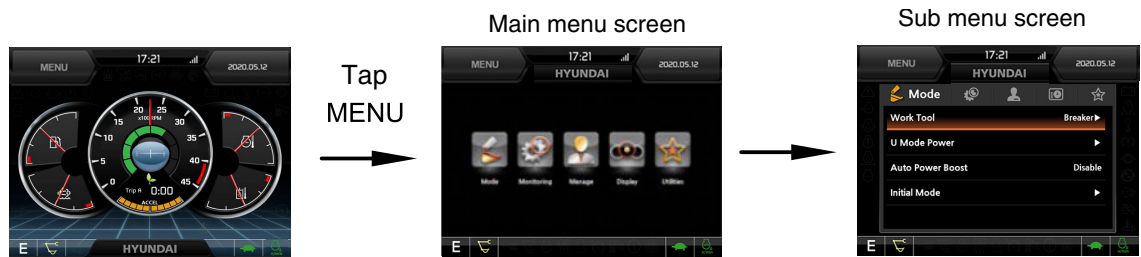 Main menu screen
Sub menu screen
Tap
MENU
MENU
17:21
2020.05.12
20
25
15
x100 RPM
30
10
35
5
40
0
45
Trip A
0:00
ACCEL
E
HYUNDAI
MENU
17:21
2020.05.12
HYUNDAI
Mode
Monitoring
Manage
Display
Utilities
E
MENU
17:21
2020.05.12
HYUNDAI
Mode
Work Tool
Breaker
U Mode Power
Auto Power Boost
Disable
Initial Mode
E